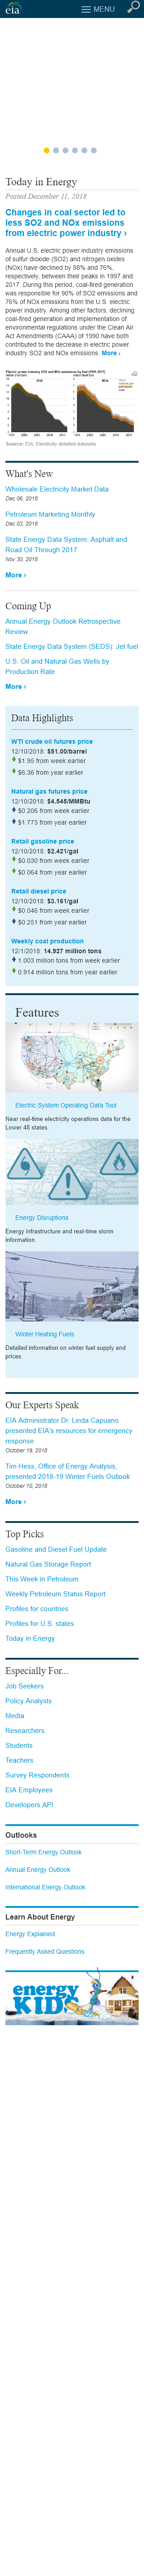 eia
MENU
Today in Energy
Posted December 11, 2018
Changes in coal sector led to
less SO2 and NOx emissions
from electric power industry ›
Annual U.S. electric power industry emissions
of sulfur dioxide (SO2) and nitrogen oxides
(NOx) have declined by 88% and 76%,
respectively, between their peaks in 1997 and
2017. During this period, coal-fired generation
was responsible for 90% of SO2 emissions and
76% of NOx emissions from the U.S. electric
power industry. Among other factors, declining
coal-fired generation and implementation of
environmental regulations under the Clean Air
Act Amendments (CAAA) of 1990 have both
contributed to the decrease in electric power
industry SO2 and NOx emissions. More ›
Source: EIA, Electricity detailed datasets
What's New
Wholesale Electricity Market Data
Dec 06, 2018
Petroleum Marketing Monthly
Dec 03, 2018
State Energy Data System: Asphalt and
Road Oil Through 2017
Nov 30, 2018
More ›
Coming Up
Annual Energy Outlook Retrospective
Review
State Energy Data System (SEDS): Jet fuel
U.S. Oil and Natural Gas Wells by
Production Rate
More ›
Data Highlights
WTI crude oil futures price
12/10/2018: $51.00/barrel
$1.95 from week earlier
$6.36 from year earlier
Natural gas futures price
12/10/2018: $4.545/MMBtu
$0.206 from week earlier
$1.773 from year earlier
Retail gasoline price
12/10/2018: $2.421/gal
$0.030 from week earlier
$0.064 from year earlier
Retail diesel price
12/10/2018: $3.161/gal
$0.046 from week earlier
$0.251 from year earlier
Weekly coal production
12/1/2018: 14.927 million tons
1.003 million tons from week earlier
0.914 million tons from year earlier
Features
Electric System Operating Data Tool
Near real-time electricity operations data for the
Lower 48 states.
Energy Disruptions
Energy infrastructure and real-time storm
information
Winter Heating Fuels
Detailed information on winter fuel supply and
prices.
Our Experts Speak
EIA Administrator Dr. Linda Capuano
presented EIA's resources for emergency
response
October 19, 2018
Tim Hess, Office of Energy Analysis,
presented 2018-19 Winter Fuels Outlook
October 10, 2018
More ›
Top Picks
Gasoline and Diesel Fuel Update
Natural Gas Storage Report
This Week in Petroleum
Weekly Petroleum Status Report
Profiles for countries
Profiles for U.S. states
Today in Energy
Especially For...
Job Seekers
Policy Analysts
Media
Researchers
Students
Teachers
Survey Respondents
EIA Employees
Developers API
Outlooks
Short-Term Energy Outlook
Annual Energy Outlook
International Energy Outlook
Learn About Energy
Energy Explained
Frequently Asked Questions
energy
KIDS